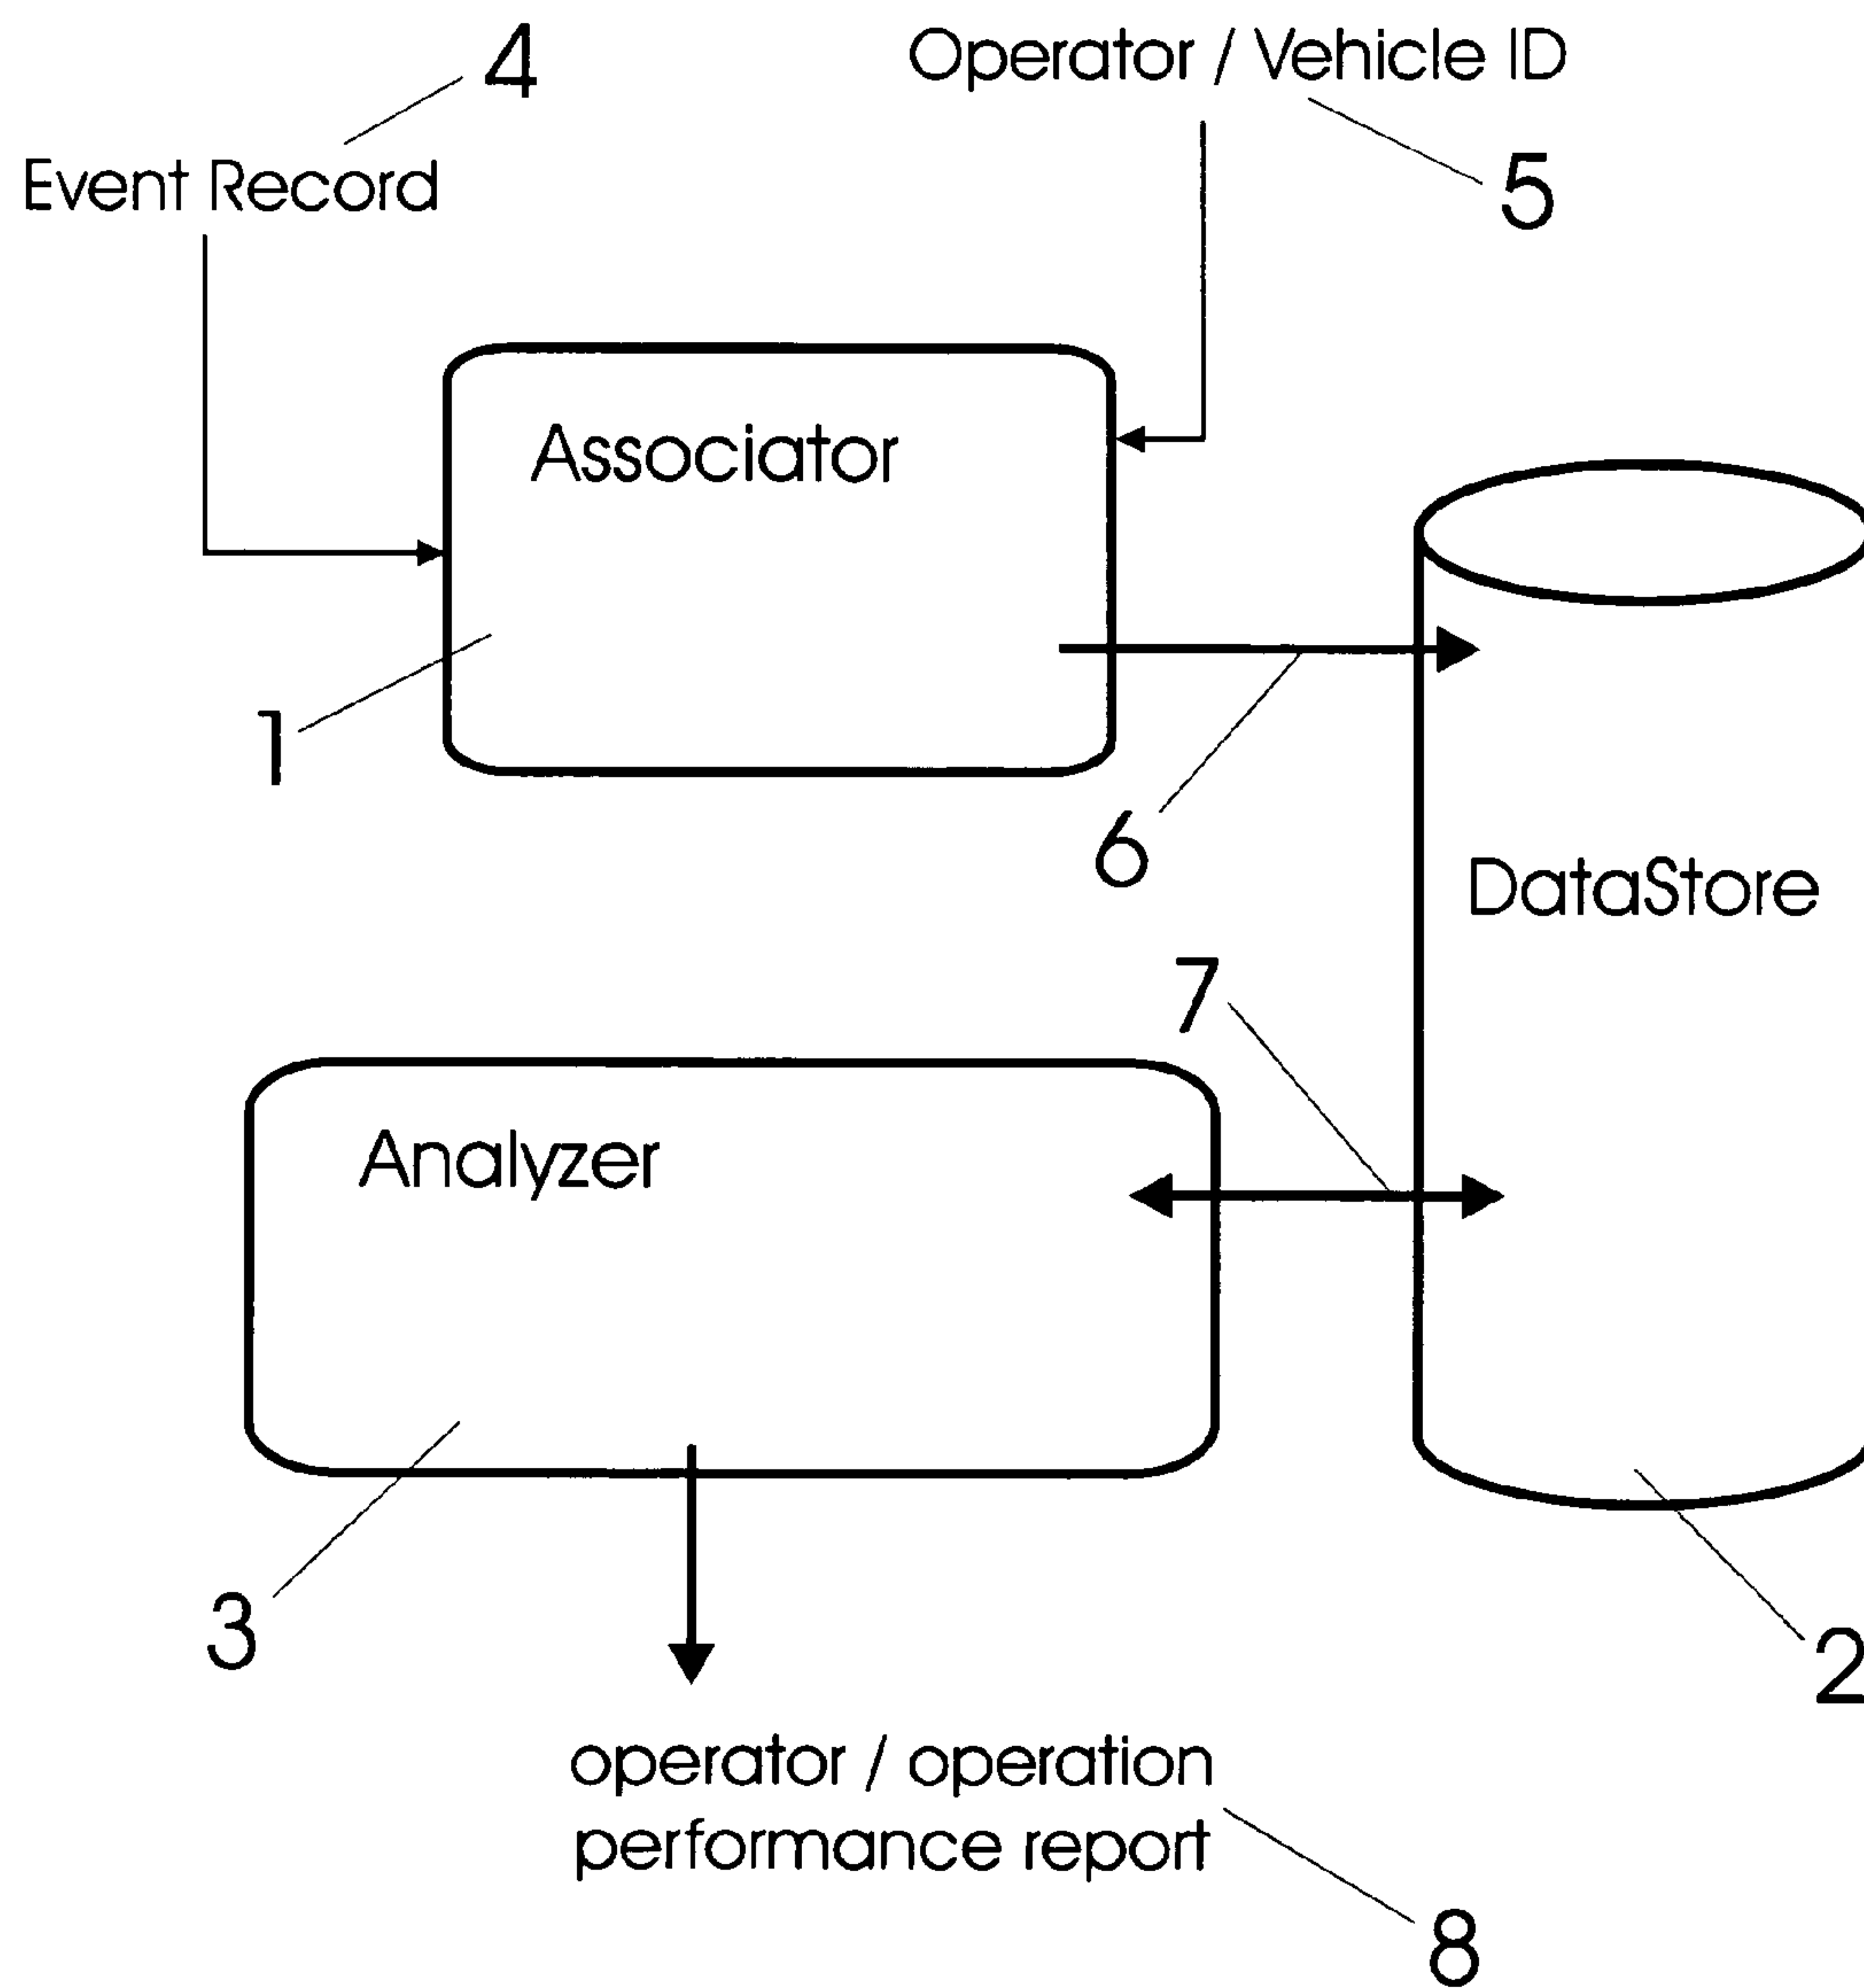 4
Operator / Vehicle ID
Event Record
5
Associator
1
6
DataStore
7
Analyzer
3
2
operator / operation
performance report
8